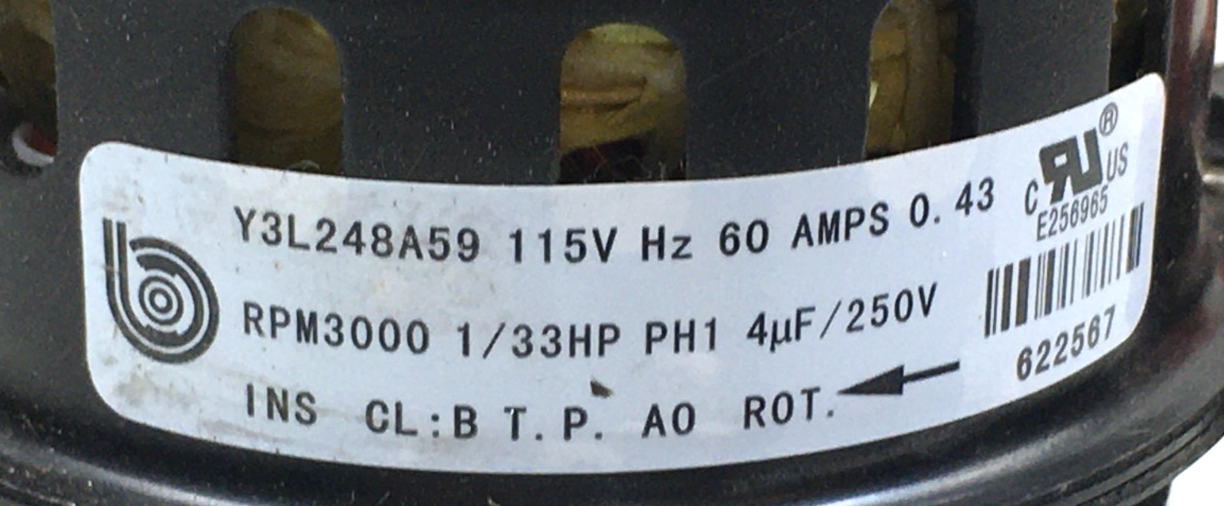 Y3L248A59 115V Hz 60 AMPS 0.43
RPM3000 1/33HP PH1 4µF/250V
INS CL:B T.P. AO ROT.
C RU US ®
E256965
622567